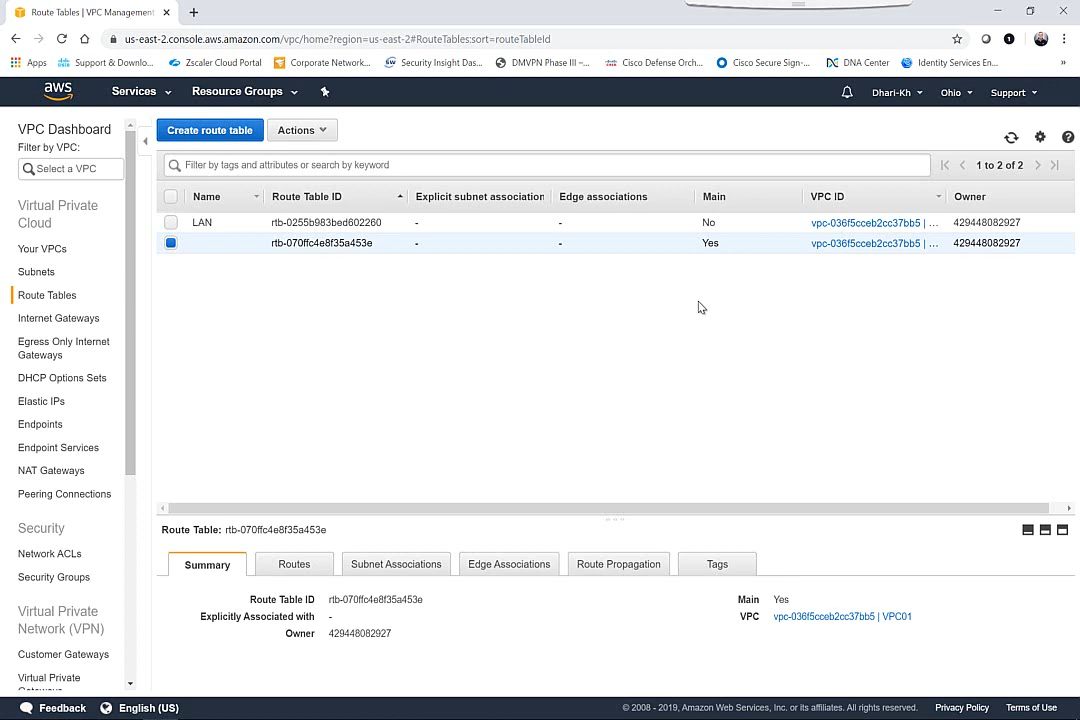 Route Tables | VPC Management
us-east-2.console.aws.amazon.com/vpc/home?region=us-east-2#RouteTables:sort=routeTableId
Apps Support & Downlo... Zscaler Cloud Portal Corporate Network... Security Insight Das... DMVPN Phase III –... Cisco Defense Orch... Cisco Secure Sign-... DNA Center Identity Services En... »
aws Services Resource Groups Dhari-Kh Ohio Support
VPC Dashboard
Filter by VPC:
Select a VPC
Virtual Private
Cloud
Your VPCs
Subnets
Route Tables
Internet Gateways
Egress Only Internet
Gateways
DHCP Options Sets
Elastic IPs
Endpoints
Endpoint Services
NAT Gateways
Peering Connections
Security
Network ACLs
Security Groups
Virtual Private
Network (VPN)
Customer Gateways
Virtual Private
Gateways
Create route table Actions
Filter by tags and attributes or search by keyword
1 to 2 of 2
Name Route Table ID Explicit subnet association Edge associations Main VPC ID Owner
LAN rtb-0255b983bed602260 - - No vpc-036f5cceb2cc37bb5 | ... 429448082927
rtb-070ffc4e8f35a453e - - Yes vpc-036f5cceb2cc37bb5 | ... 429448082927
Route Table: rtb-070ffc4e8f35a453e
Summary Routes Subnet Associations Edge Associations Route Propagation Tags
Route Table ID rtb-070ffc4e8f35a453e Main Yes
Explicitly Associated with - VPC vpc-036f5cceb2cc37bb5 | VPC01
Owner 429448082927
Feedback English (US) © 2008 - 2019, Amazon Web Services, Inc. or its affiliates. All rights reserved. Privacy Policy Terms of Use